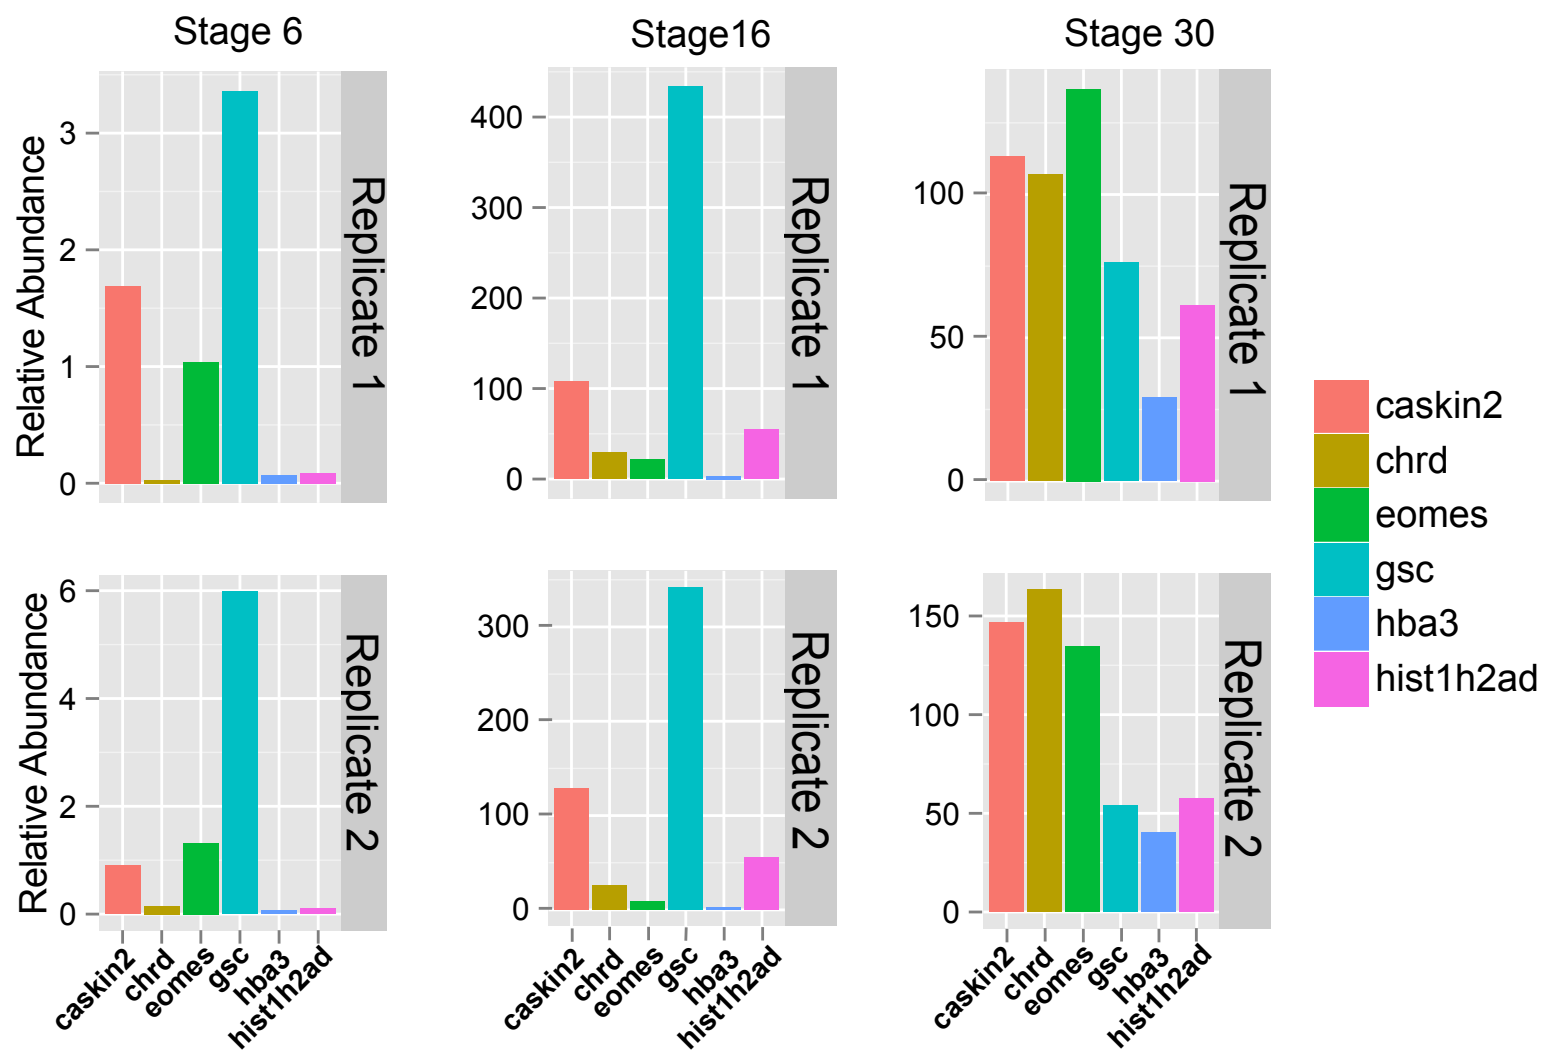 Stage 6
Stage16
Stage 30
Relative Abundance
3
2
1
0
Replicate 1
400
300
200
100
0
Replicate 1
100
50
0
Replicate 1
Relative Abundance
6
4
2
0
Replicate 2
300
200
100
0
Replicate 2
150
100
50
0
Replicate 2
caskin2
chrd
eomes
gsc
hba3
hist1h2ad
caskin2
chrd
eomes
gsc
hba3
hist1h2ad
caskin2
chrd
eomes
gsc
hba3
hist1h2ad
caskin2
chrd
eomes
gsc
hba3
hist1h2ad